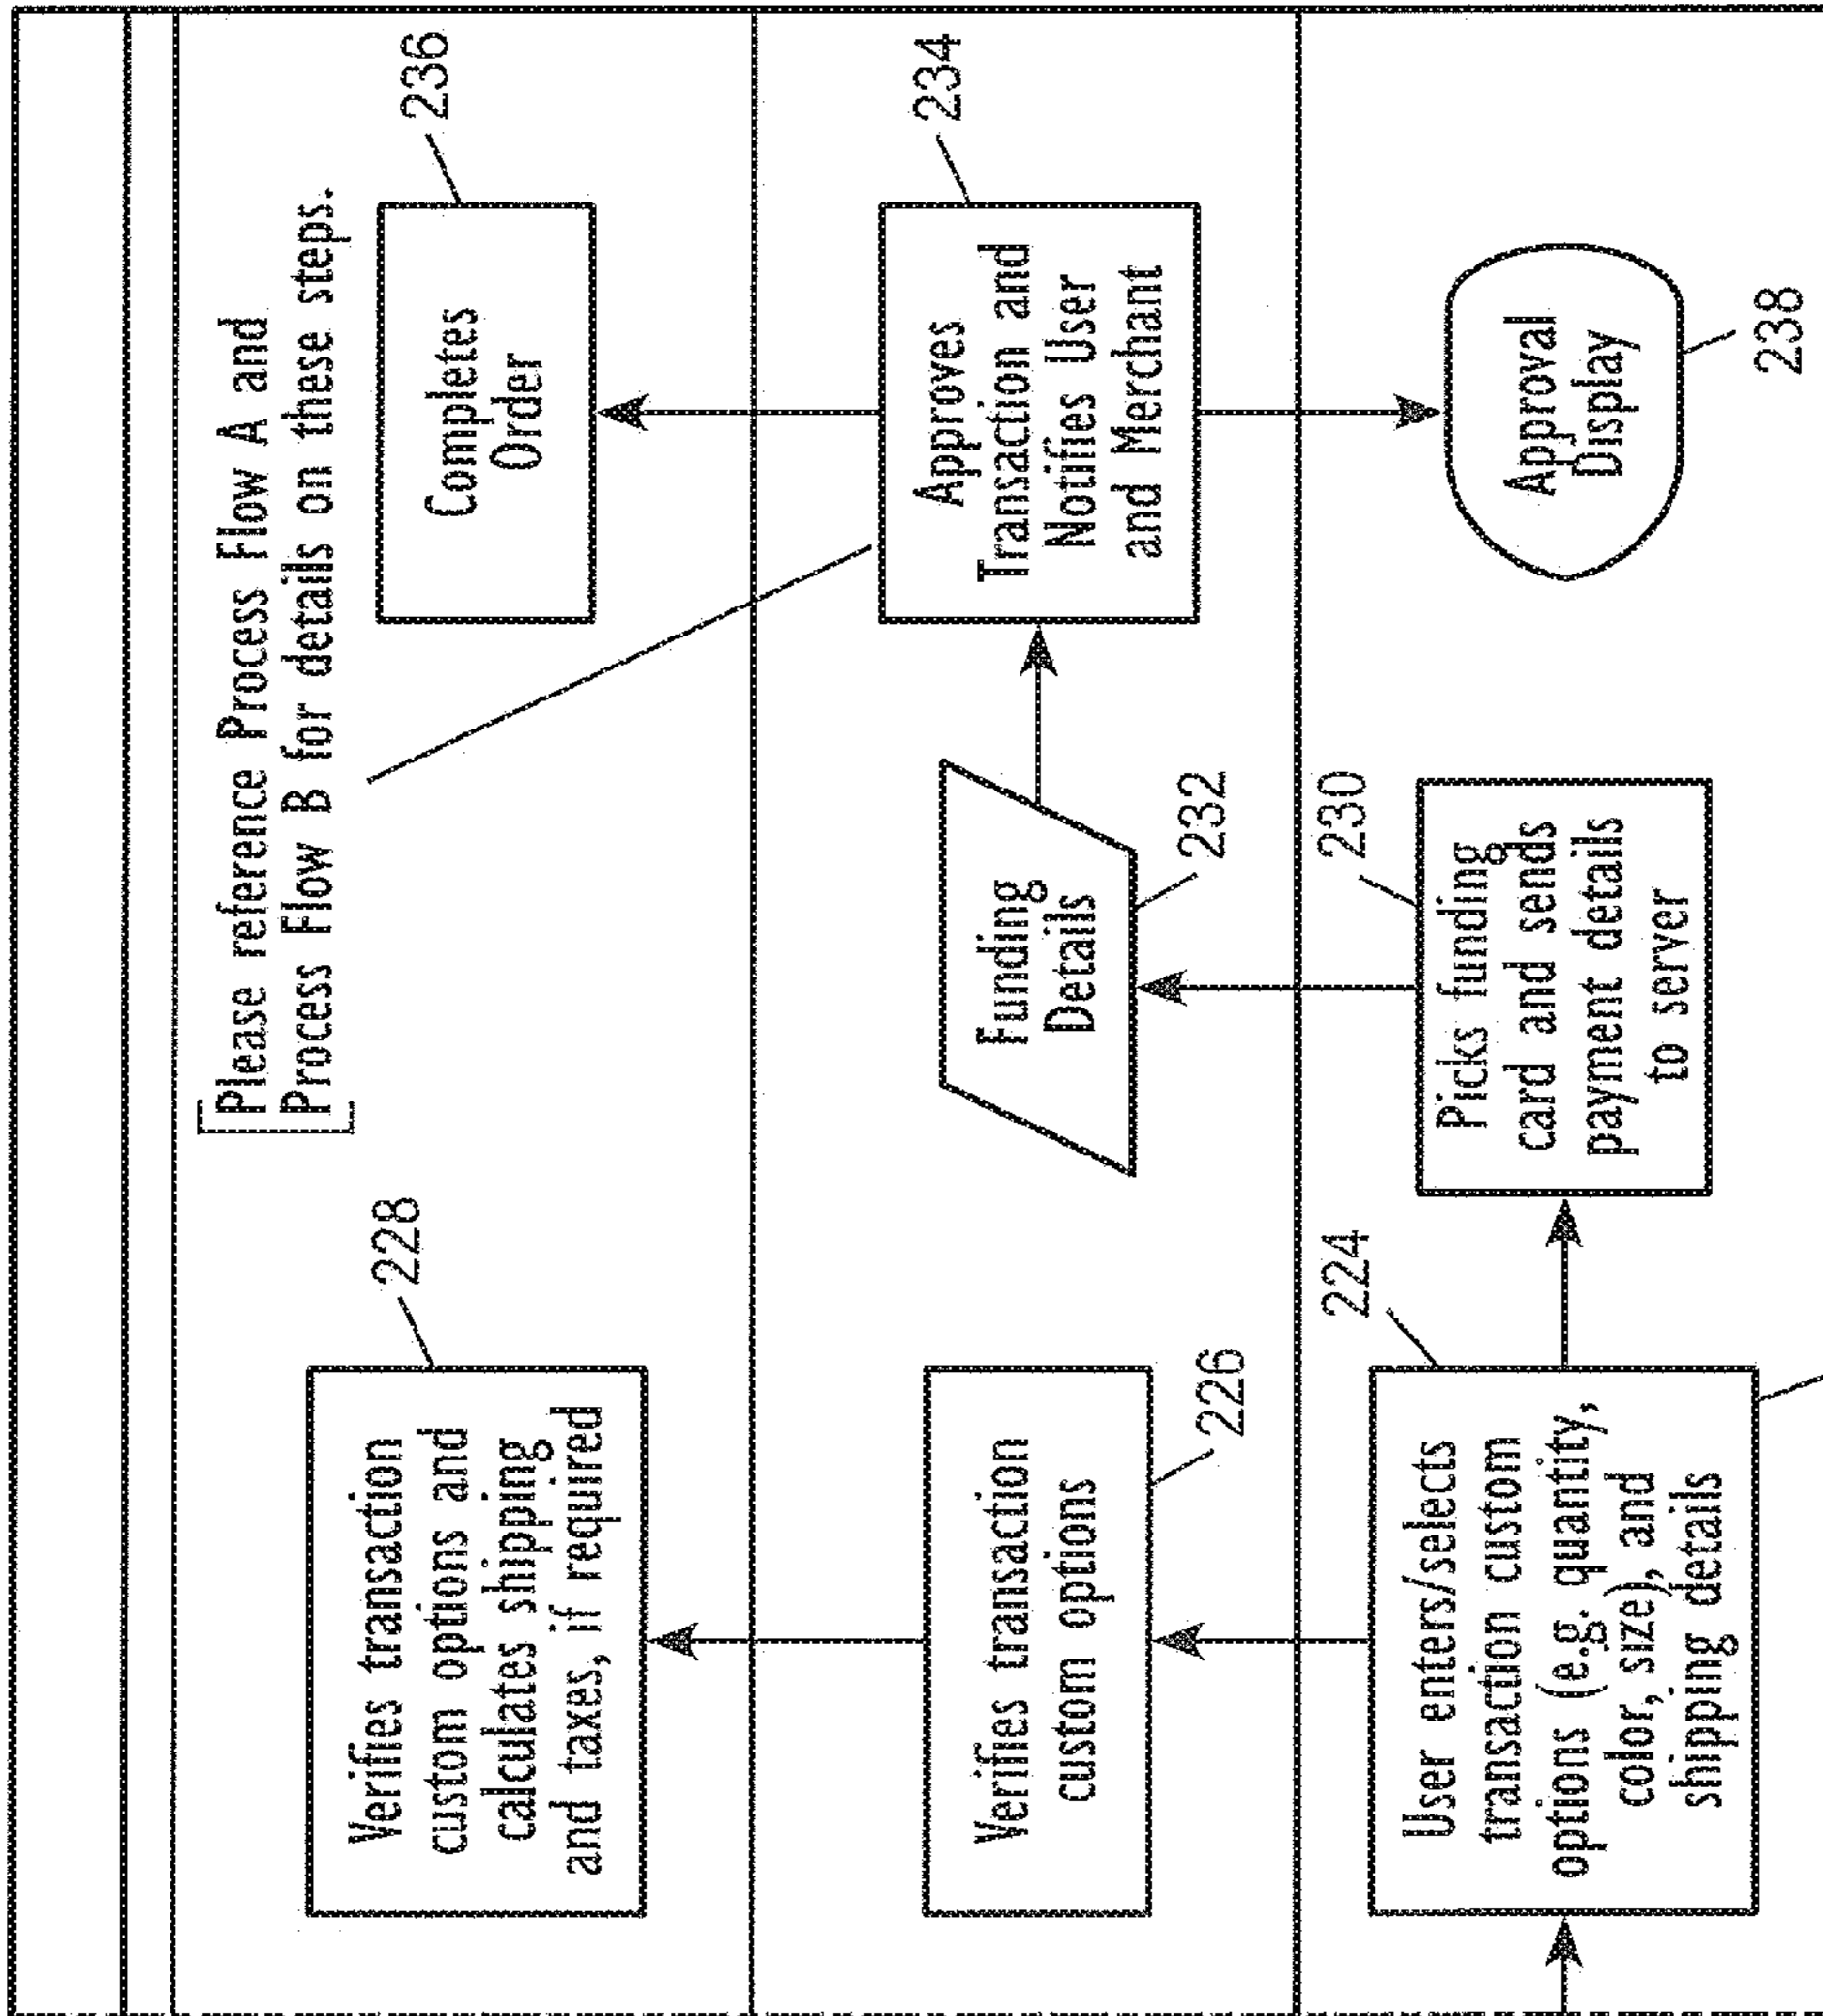 Please reference Process Flow A and
Process Flow B for details on these steps.
Verifies transaction
custom options and
calculates shipping
and taxes, if required
228
Completes
Order
236
Verifies transaction
custom options
226
Funding
Details
232
Approves
Transaction and
Notifies User
and Merchant
234
User enters/selects
transaction custom
options (e.g. quantity,
color, size), and
shipping details
224
Picks funding
card and sends
payment details
to server
230
Approval
Display
238